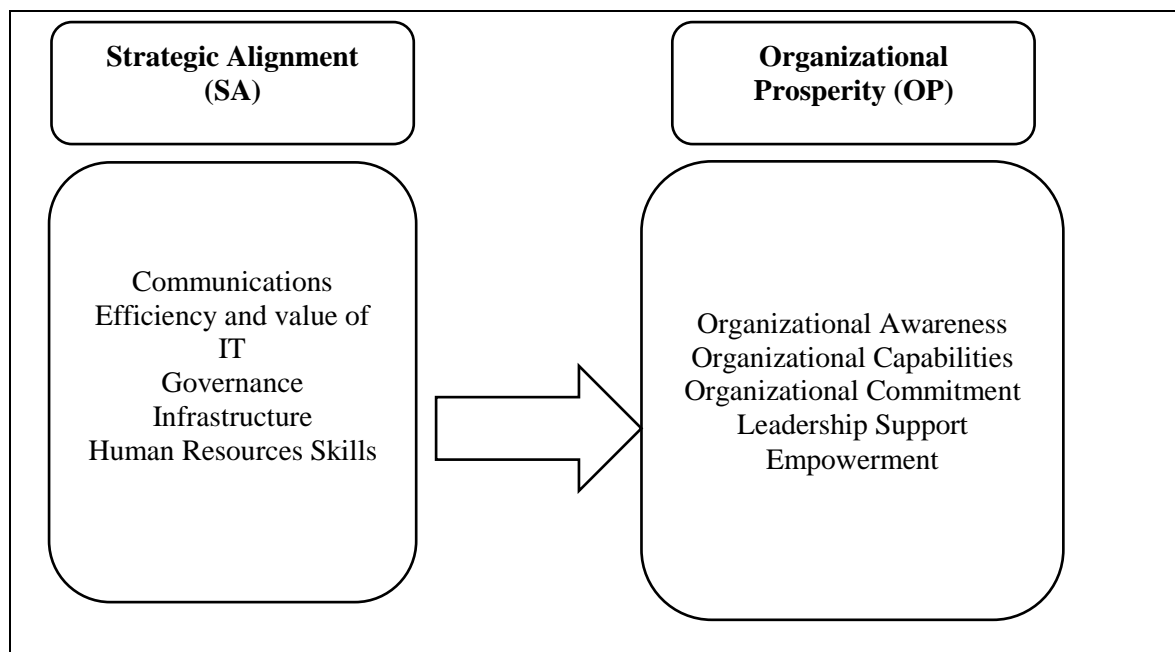 Strategic Alignment
(SA)
Organizational
Prosperity (OP)
Communications
Efficiency and value of
IT
Governance
Infrastructure
Human Resources Skills
Organizational Awareness
Organizational Capabilities
Organizational Commitment
Leadership Support
Empowerment